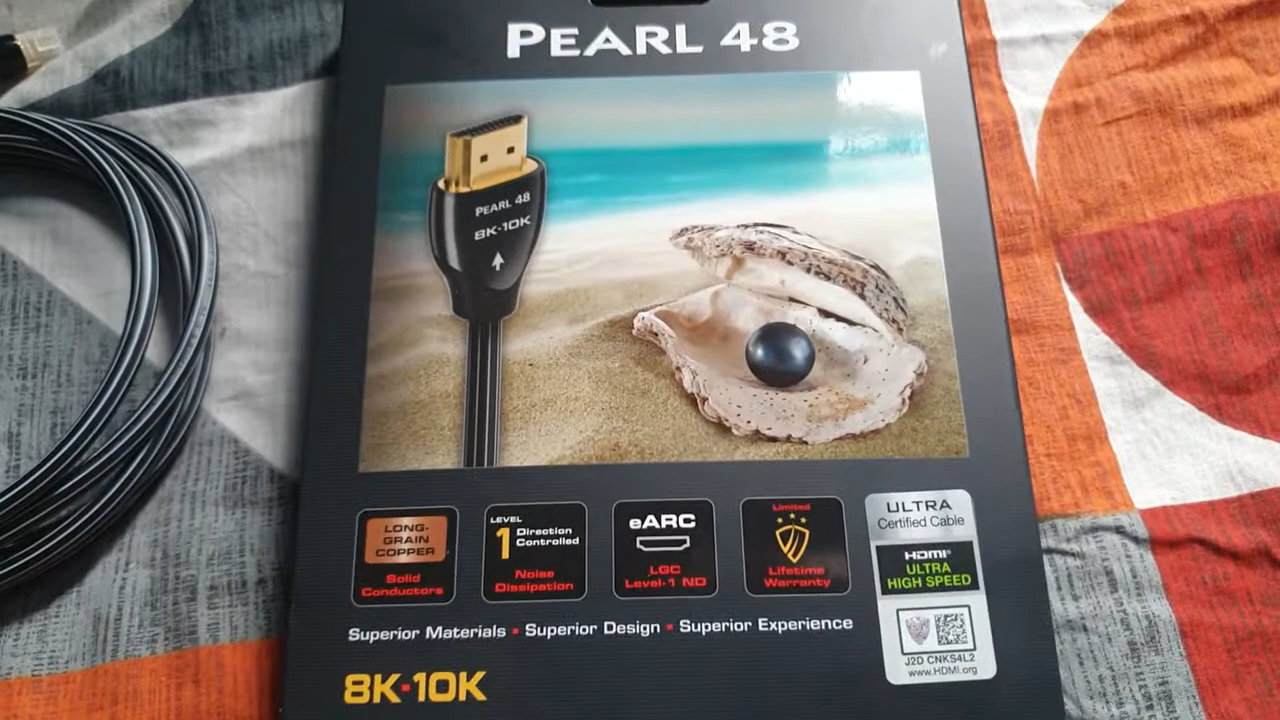 PEARL 48
PEARL 48
8K·10K
LONG-
GRAIN
COPPER
Solid
Conductors
LEVEL
1 Direction
Controlled
Noise
Dissipation
eARC
LGC
Level-1 ND
Limited
Lifetime
Warranty
ULTRA
Certified Cable
HDMI®
ULTRA
HIGH SPEED
J2D CNKS4L2
www.HDMI.org
Superior Materials ▪ Superior Design ▪ Superior Experience
8K·10K